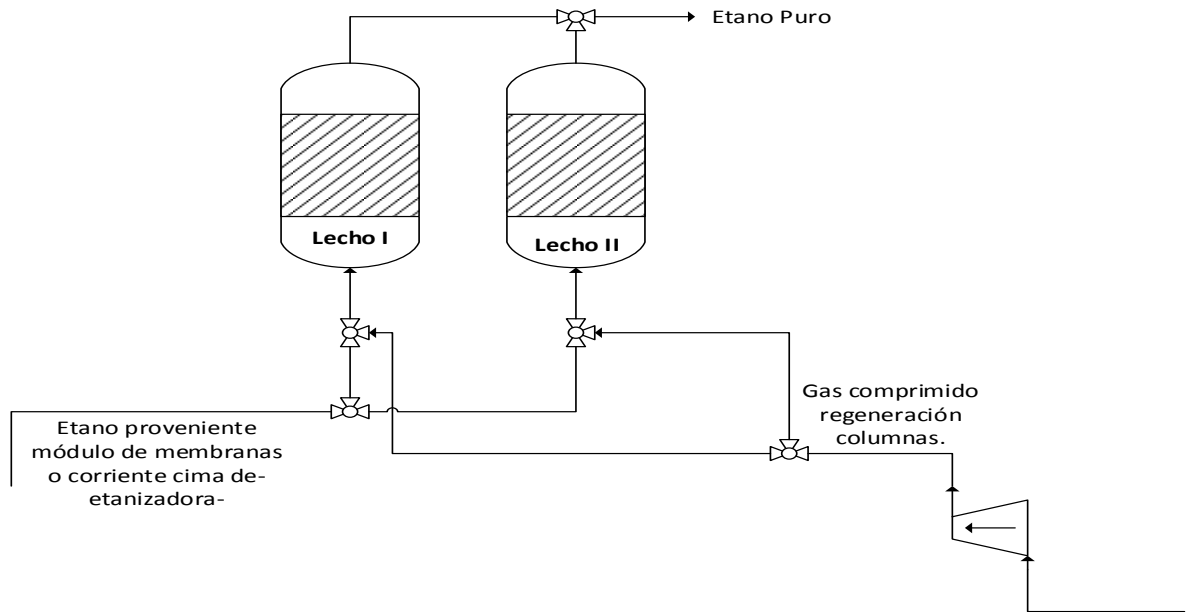 Etano Puro
Lecho I
Lecho II
Gas comprimido
regeneración
columnas.
Etano proveniente
módulo de membranas
o corriente cima de-
etanizadora-